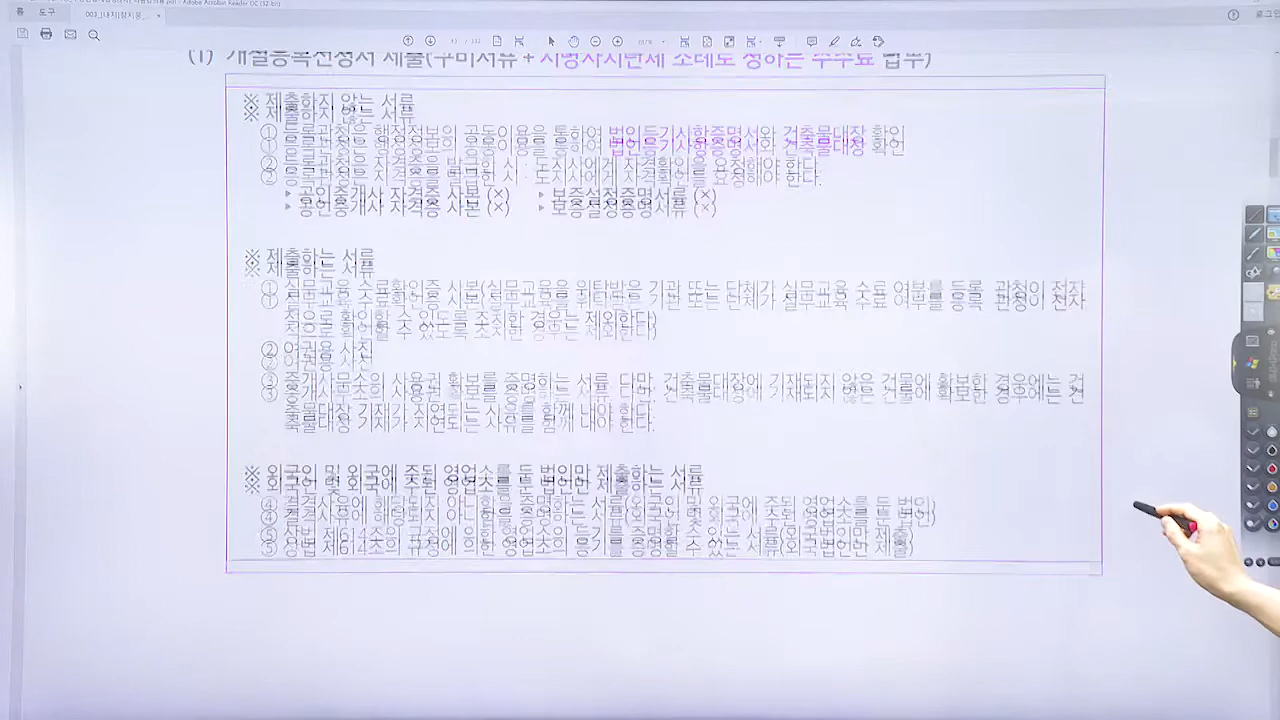 홈 도구
(1) 개설등록신청서 제출(구비서류 + 지방자치단체 조례로 정하는 수수료 납부)
※ 제출하지 않는 서류
① 등록관청은 행정정보의 공동이용을 통하여 법인등기사항증명서와 건축물대장 확인
② 등록관청은 자격증을 발급한 시·도지사에게 자격확인을 요청해야 한다.
▸ 공인중개사 자격증 사본 (×) ▸ 보증설정증명서류 (×)
※ 제출하는 서류
① 실무교육 수료확인증 사본(실무교육을 위탁받은 기관 또는 단체가 실무교육 수료 여부를 등록 관청이 전자
적으로 확인할 수 있도록 조치한 경우는 제외한다)
② 여권용 사진
③ 중개사무소의 사용권 확보를 증명하는 서류. 다만, 건축물대장에 기재되지 않은 건물에 확보한 경우에는 건
축물대장 기재가 지연되는 사유를 함께 내야 한다.
※ 외국인 및 외국에 주된 영업소를 둔 법인만 제출하는 서류
④ 결격사유에 해당되지 아니함을 증명하는 서류(외국인 및 외국에 주된 영업소를 둔 법인)
⑤ 상법 제614조의 규정에 의한 영업소의 등기를 증명할 수 있는 서류(외국법인만 제출)